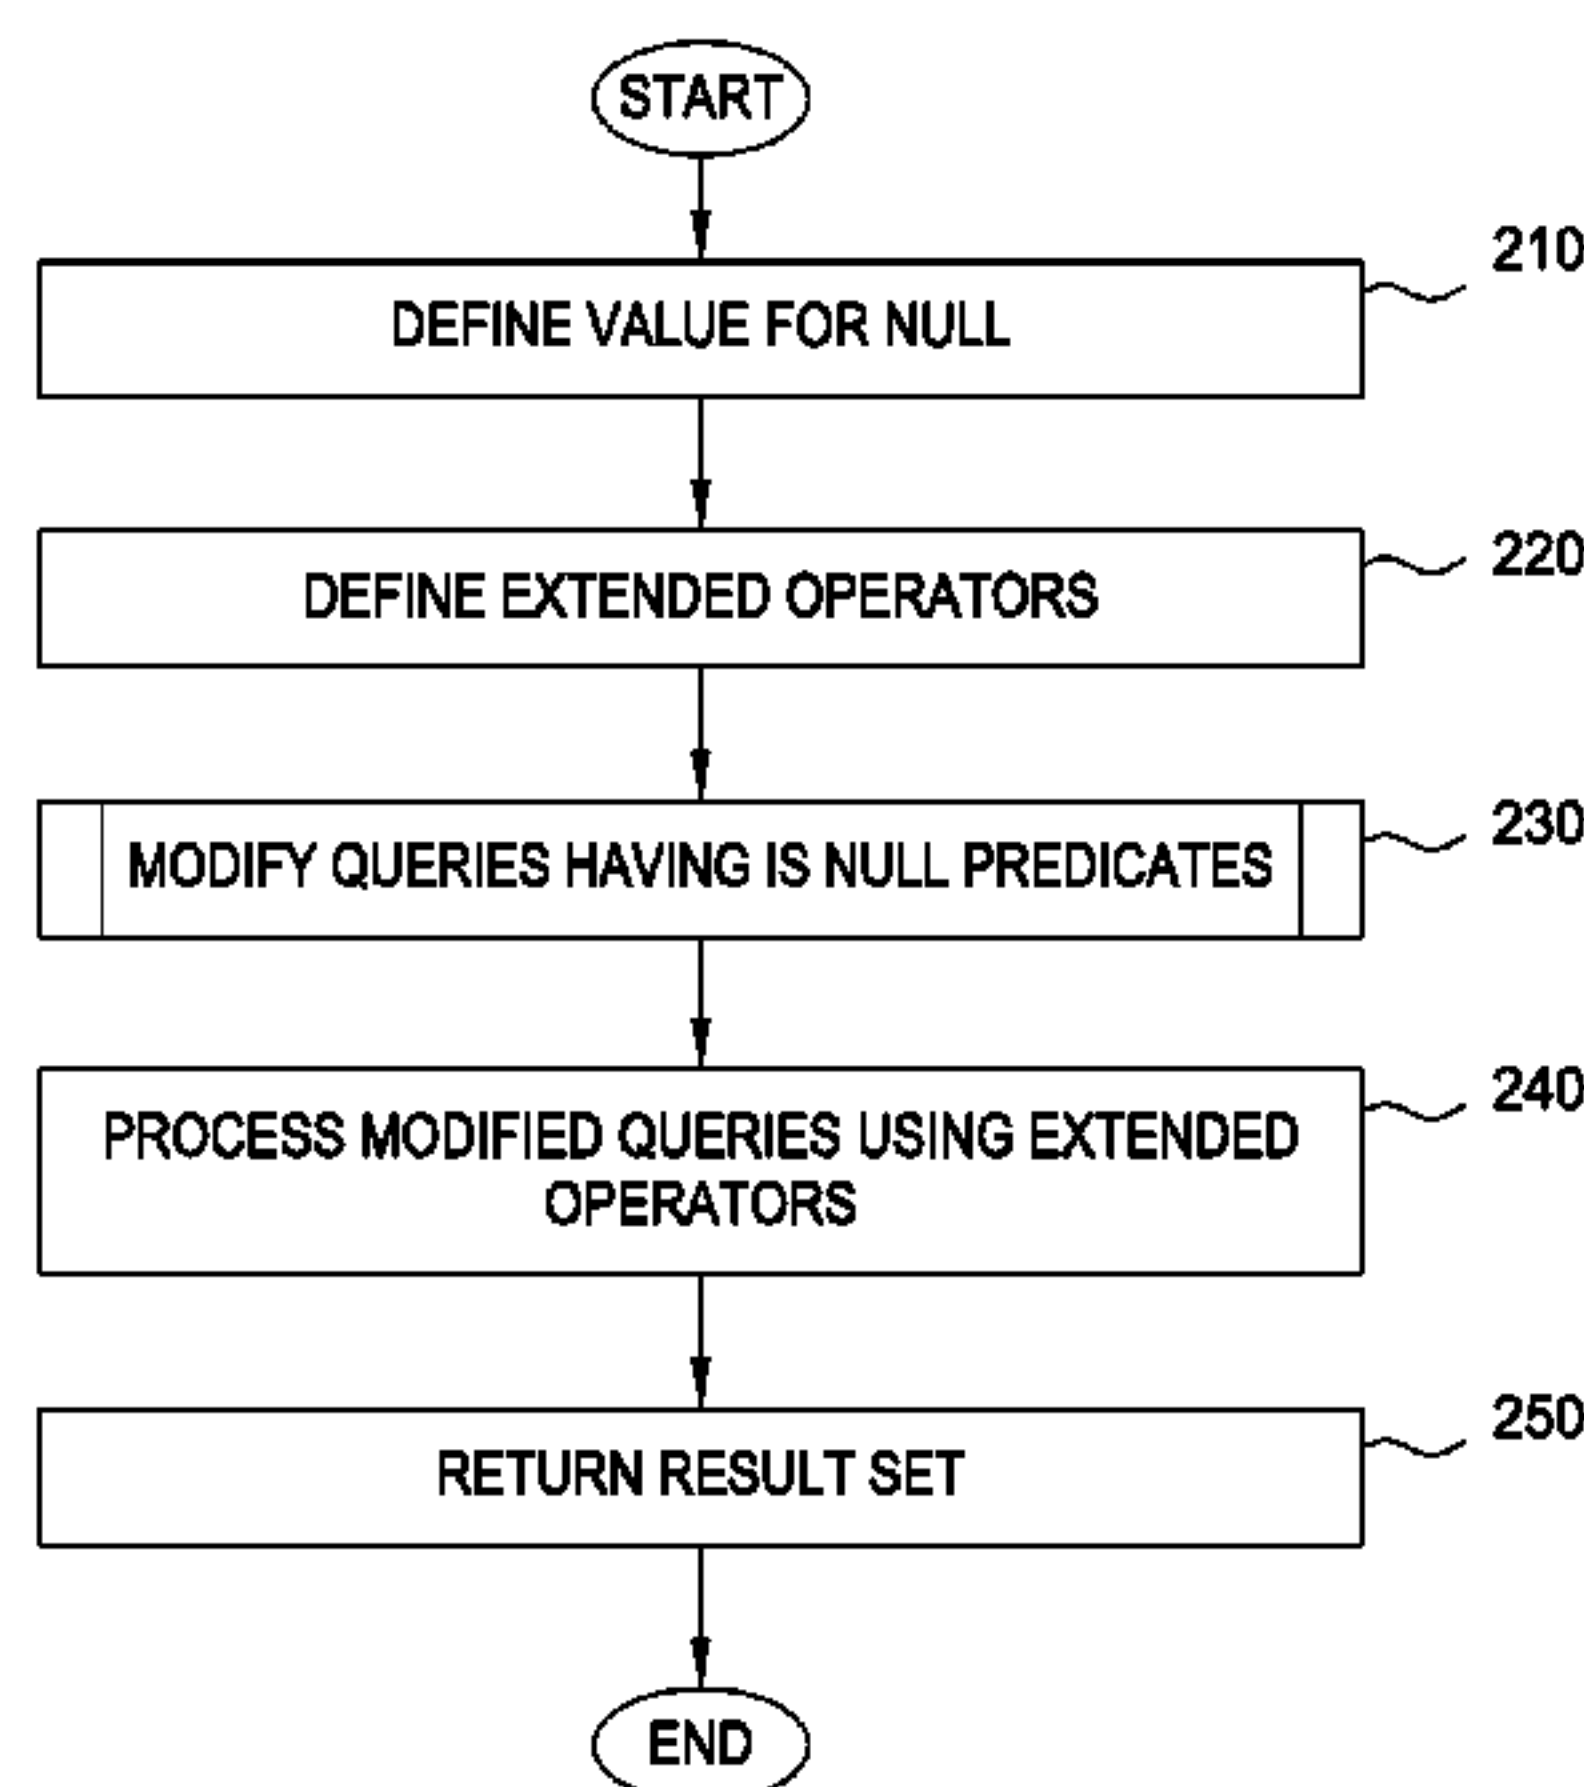 START
210
DEFINE VALUE FOR NULL
220
DEFINE EXTENDED OPERATORS
230
MODIFY QUERIES HAVING IS NULL PREDICATES
240
PROCESS MODIFIED QUERIES USING EXTENDED
OPERATORS
250
RETURN RESULT SET
END